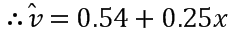 ∴ v̂ = 0.54 + 0.25x